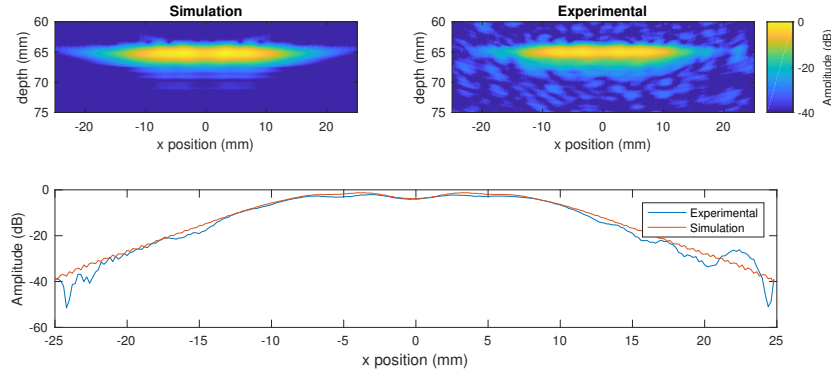 Simulation
60
65
70
75
depth (mm)
-20 -10 0 10 20
x position (mm)
Experimental
60
65
70
75
depth (mm)
-20 -10 0 10 20
x position (mm)
0
-20
-40
Amplitude (dB)
0
-20
-40
-60
Amplitude (dB)
Experimental
Simulation
-25 -20 -15 -10 -5 0 5 10 15 20 25
x position (mm)